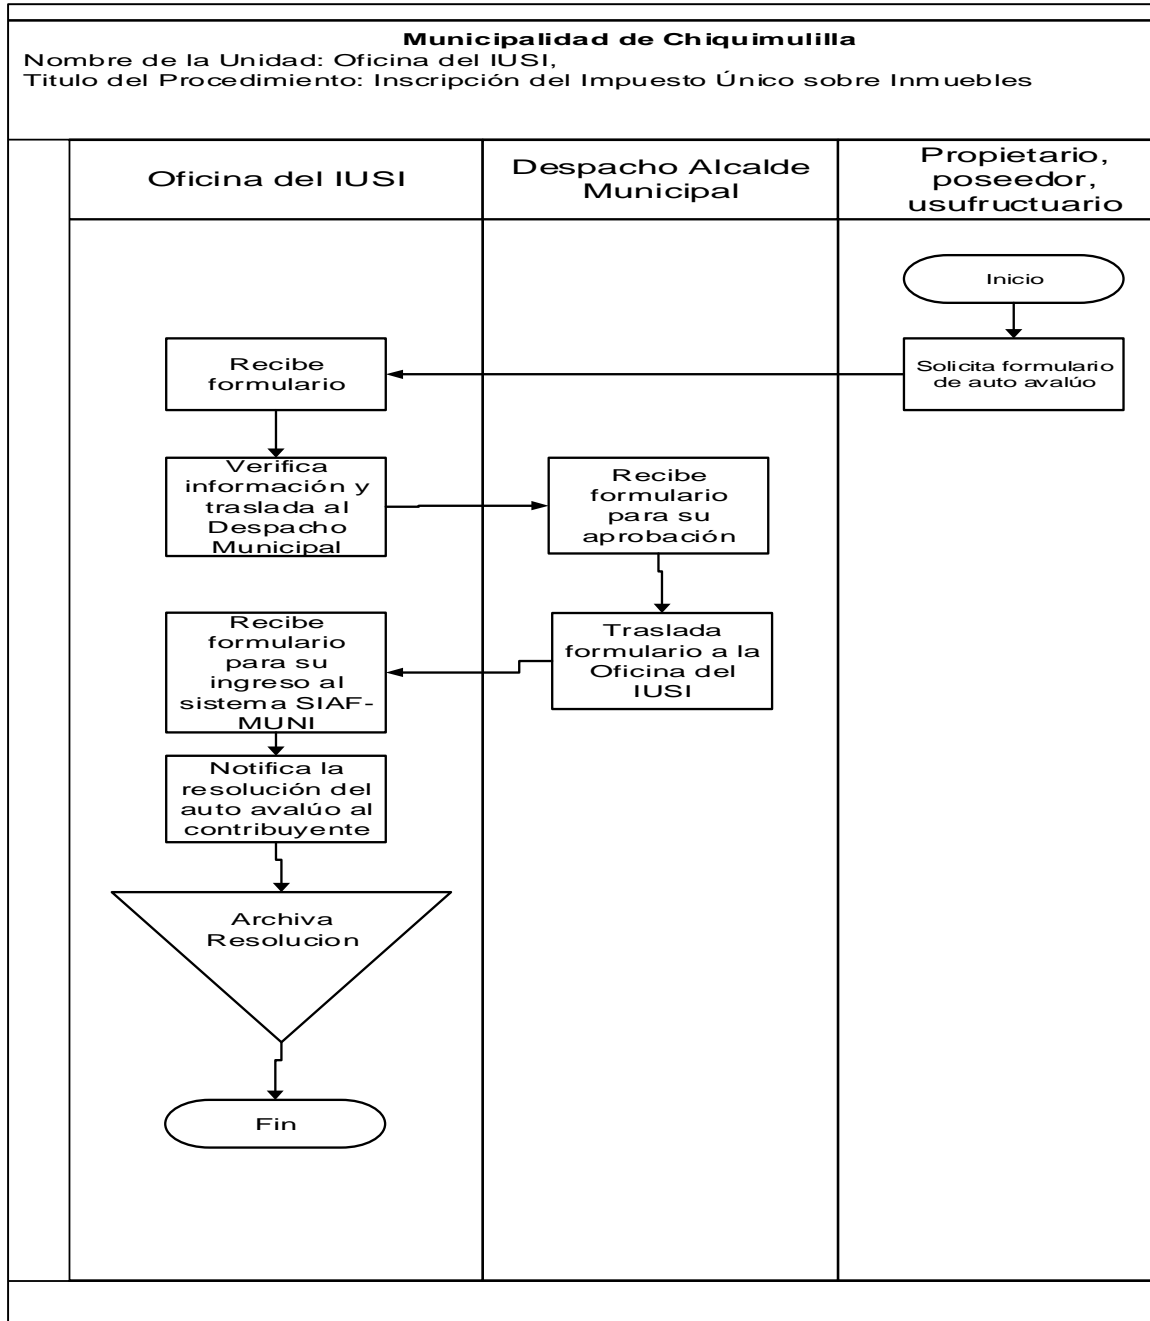 Municipalidad de Chiquimulilla
Nombre de la Unidad: Oficina del IUSI,
Titulo del Procedimiento: Inscripción del Impuesto Único sobre Inmuebles
Oficina del IUSI
Despacho Alcalde
Municipal
Propietario,
poseedor,
usufructuario
Inicio
Solicita formulario
de auto avalúo
Recibe
formulario
Verifica
información y
traslada al
Despacho
Municipal
Recibe
formulario
para su
aprobación
Traslada
formulario a la
Oficina del
IUSI
Recibe
formulario
para su
ingreso al
sistema SIAF-
MUNI
Notifica la
resolución del
auto avalúo al
contribuyente
Archiva
Resolucion
Fin